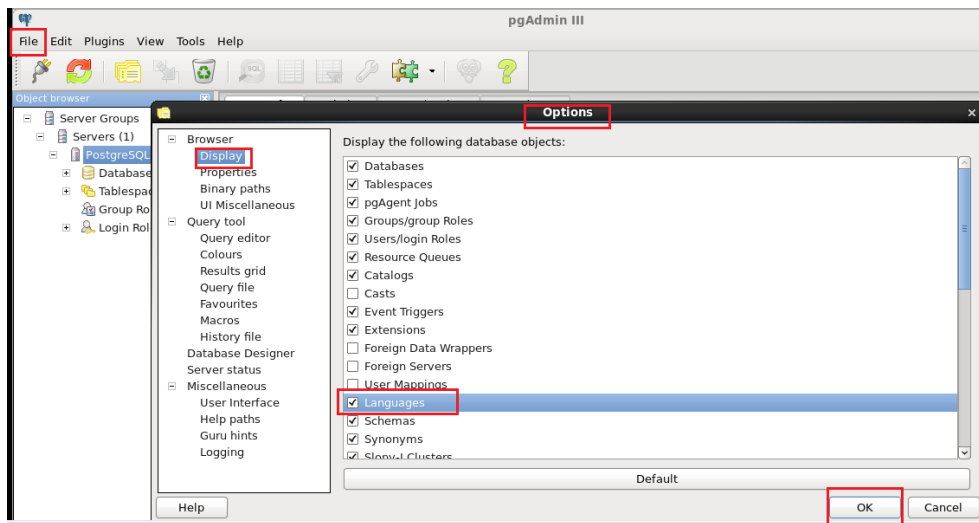 pgAdmin III
File Edit Plugins View Tools Help
SQL
Object browser
Server Groups
Servers (1)
PostgreSQL
Database
Tablespac
Group Ro
Login Rol
Options
Browser
Display
Properties
Binary paths
UI Miscellaneous
Query tool
Query editor
Colours
Results grid
Query file
Favourites
Macros
History file
Database Designer
Server status
Miscellaneous
User Interface
Help paths
Guru hints
Logging
Display the following database objects:
Databases
Tablespaces
pgAgent Jobs
Groups/group Roles
Users/login Roles
Resource Queues
Catalogs
Casts
Event Triggers
Extensions
Foreign Data Wrappers
Foreign Servers
User Mappings
Languages
Schemas
Synonyms
Slony-I Clusters
Default
Help OK Cancel